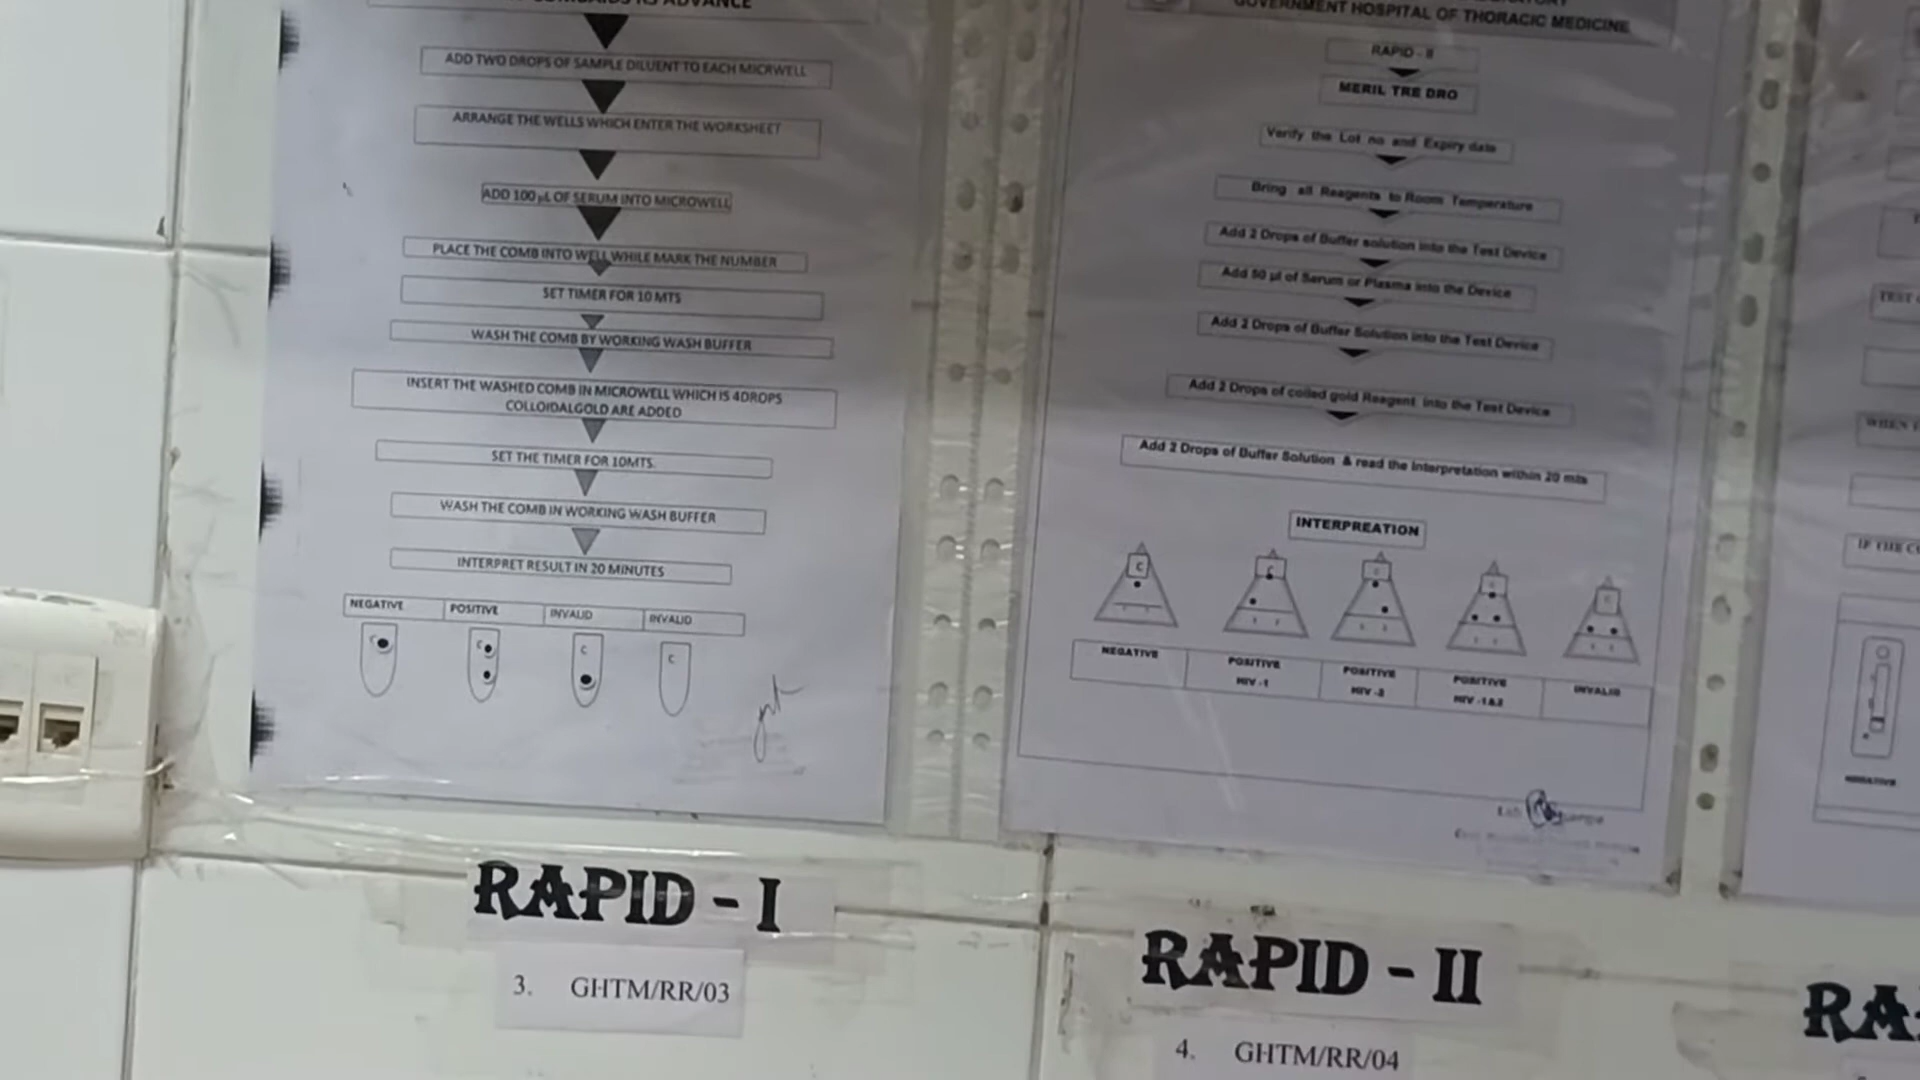 ADVANCE
ADD TWO DROPS OF SAMPLE DILUENT TO EACH MICRWELL
ARRANGE THE WELLS WHICH ENTER THE WORKSHEET
ADD 100 µL OF SERUM INTO MICROWELL
PLACE THE COMB INTO WELL WHILE MARK THE NUMBER
SET TIMER FOR 10 MTS
WASH THE COMB BY WORKING WASH BUFFER
INSERT THE WASHED COMB IN MICROWELL WHICH IS 4DROPS
COLLOIDALGOLD ARE ADDED
SET THE TIMER FOR 10MTS.
WASH THE COMB IN WORKING WASH BUFFER
INTERPRET RESULT IN 20 MINUTES
NEGATIVE POSITIVE INVALID INVALID
C C C C
RAPID - I
3. GHTM/RR/03
GOVERNMENT HOSPITAL OF THORACIC MEDICINE
RAPID - II
MERIL TRE DRO
Verify the Lot no and Expiry date
Bring all Reagents to Room Temperature
Add 2 Drops of Buffer solution into the Test Device
Add 50 µl of Serum or Plasma into the Device
Add 2 Drops of Buffer Solution into the Test Device
Add 2 Drops of coiled gold Reagent into the Test Device
Add 2 Drops of Buffer Solution & read the Interpretation within 20 mts
INTERPREATION
C C C C C
NEGATIVE POSITIVE POSITIVE POSITIVE INVALID
HIV -1 HIV -2 HIV -1&2
RAPID - II
4. GHTM/RR/04
NEGATIVE
RA